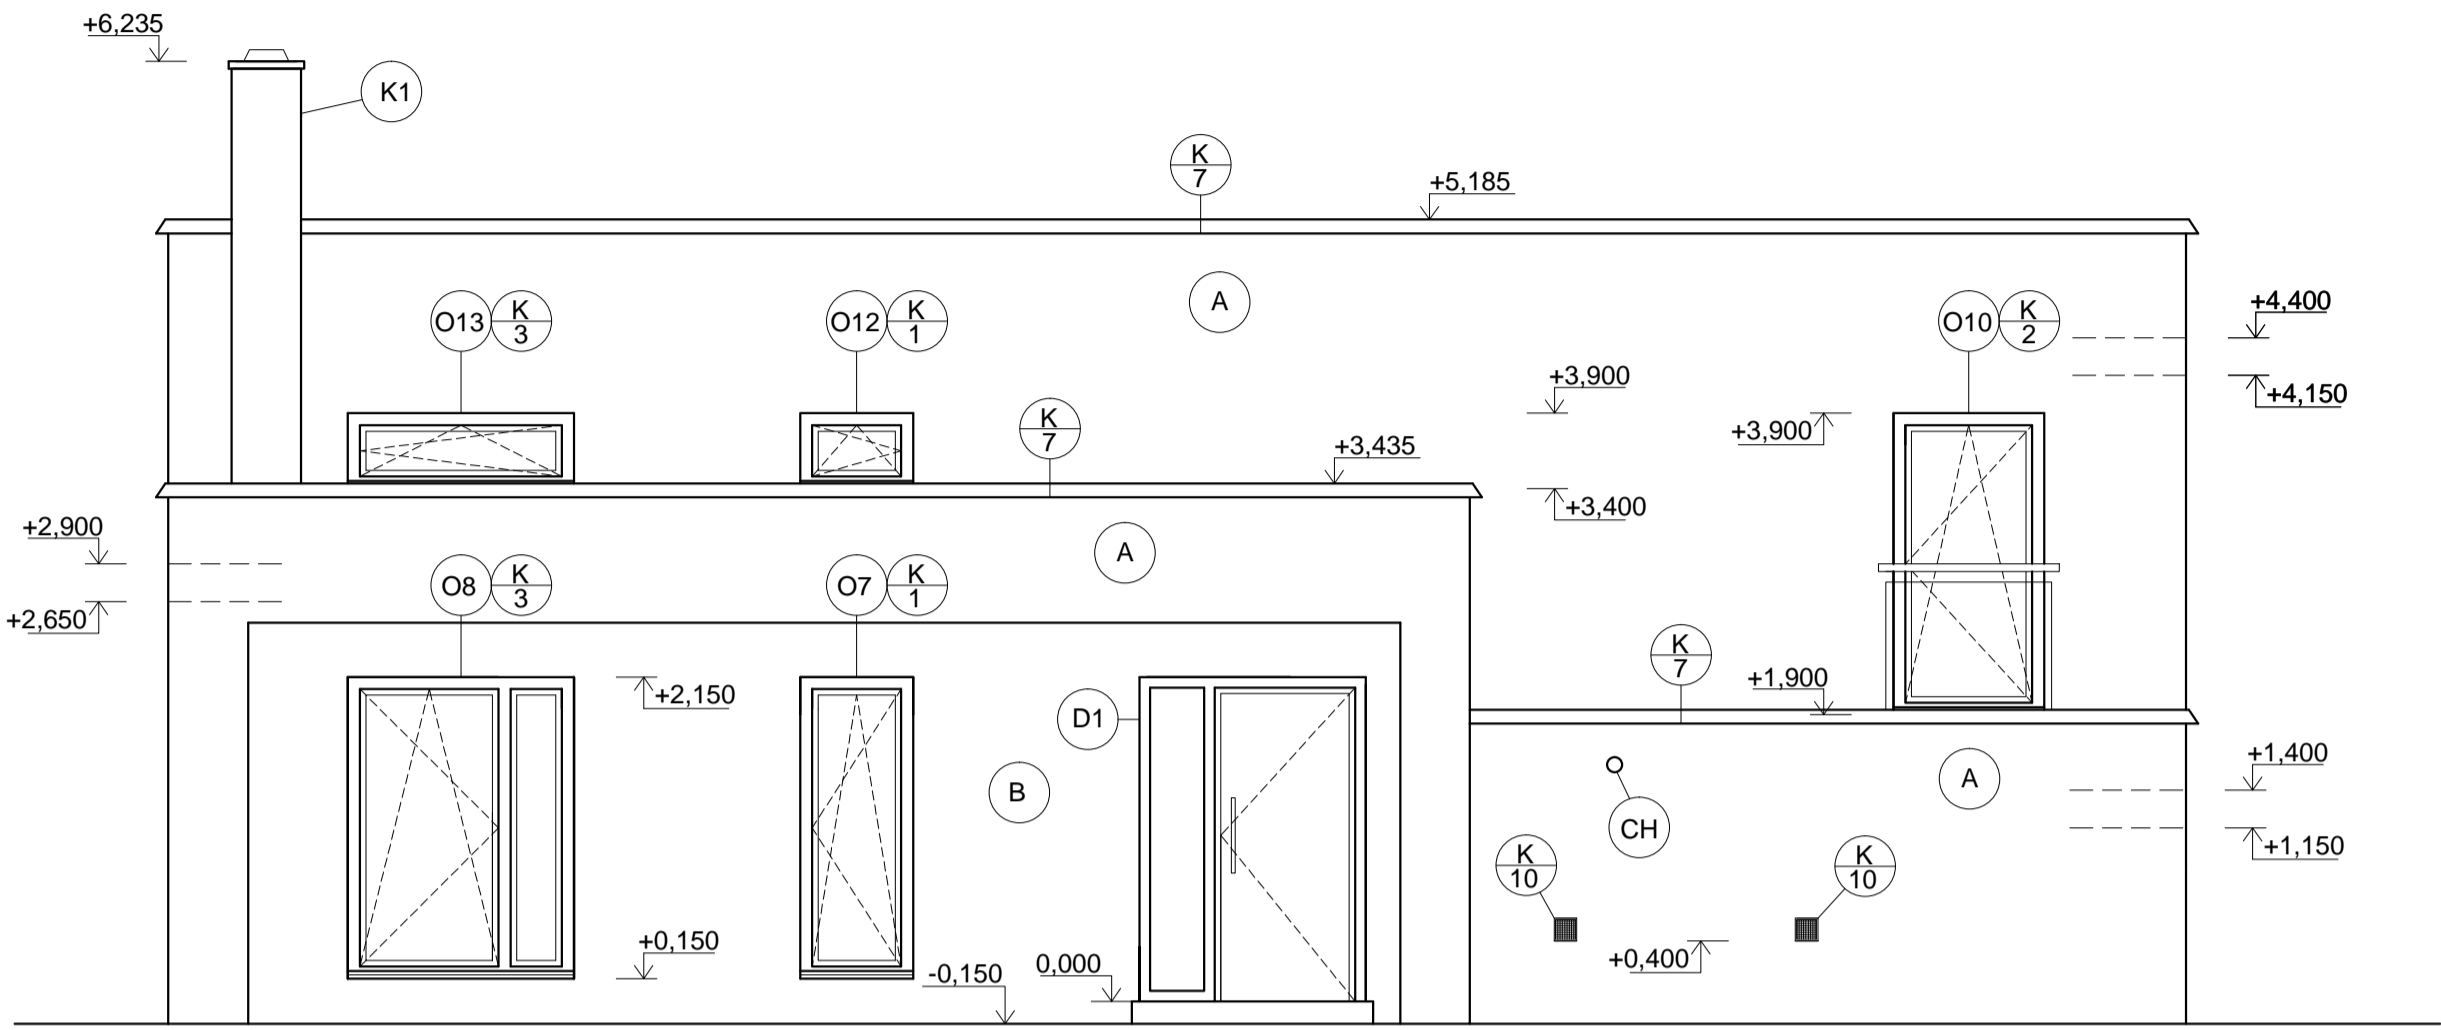 +6,235
K1
K
7
+5,185
A
O13
K
3
O12
K
1
O10
K
2
+4,400
+4,150
+3,900
+3,900
K
7
+3,435
+3,400
+2,900
+2,650
A
O8
K
3
O7
K
1
K
7
+1,900
+2,150
D1
B
A
+1,400
+1,150
CH
K
10
K
10
+0,150
-0,150
0,000
+0,400